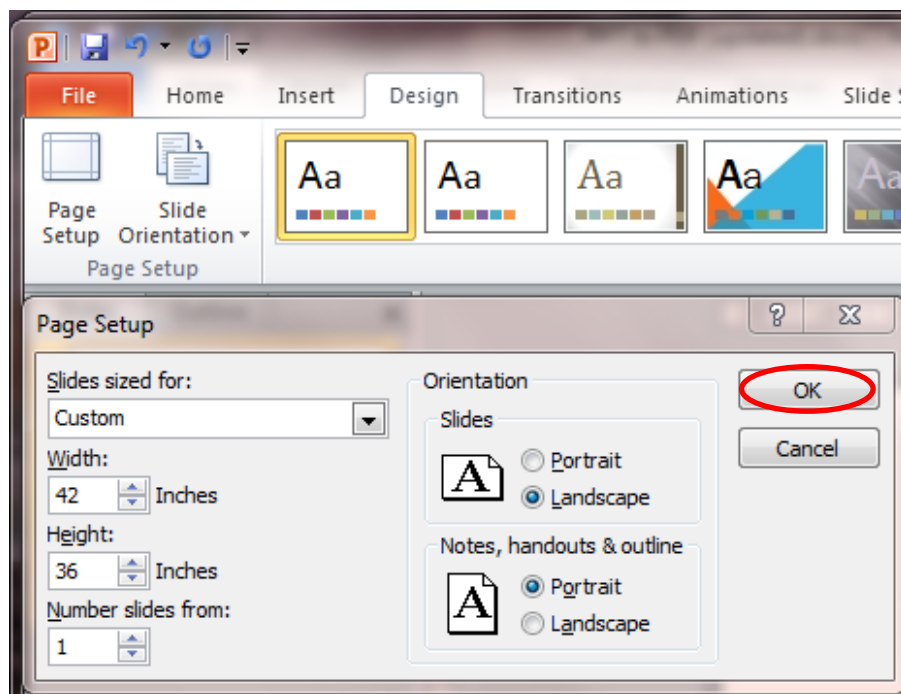 P
File Home Insert Design Transitions Animations Slide S
Aa Aa Aa Aa Aa
Page Slide
Setup Orientation
Page Setup
Page Setup ?
Slides sized for: Orientation OK
Custom Slides
Cancel
Width: A Portrait
42 Inches Landscape
Height: Notes, handouts & outline
36 Inches Portrait
A
Number slides from: Landscape
1